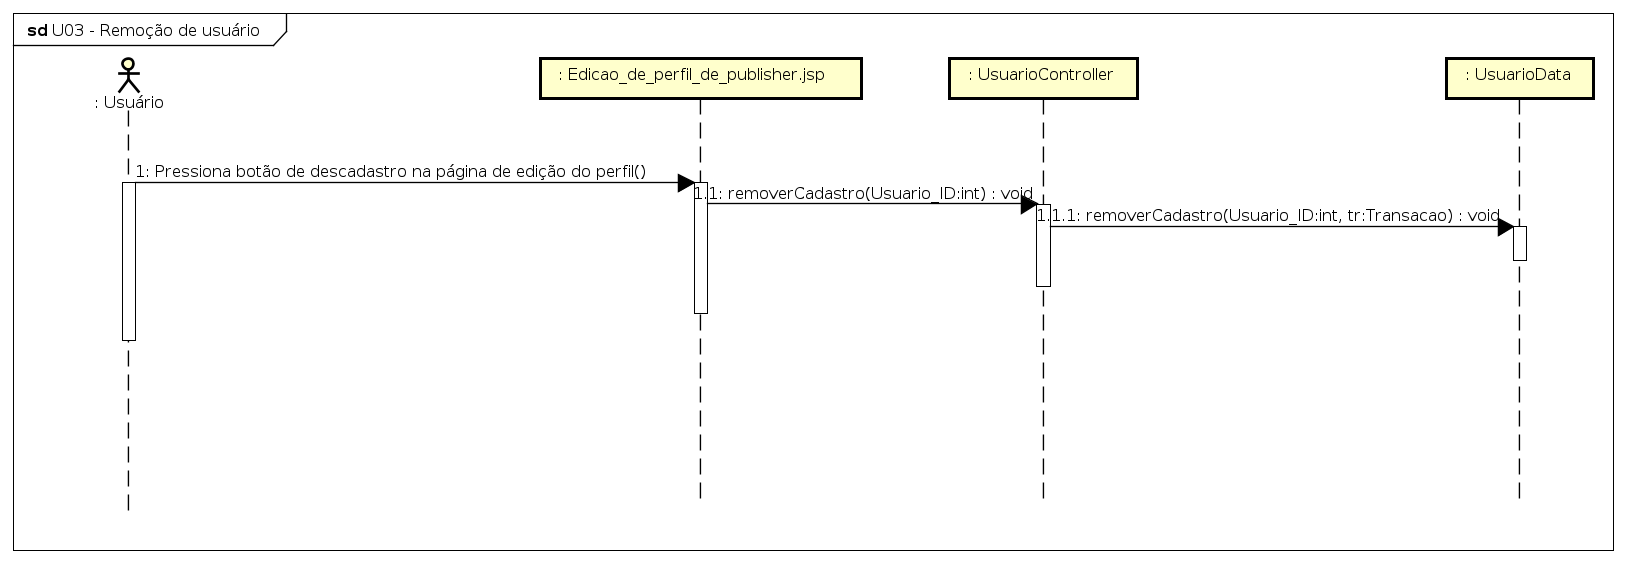 sd U03 - Remoção de usuário
: Usuário
: Edicao_de_perfil_de_publisher.jsp
: UsuarioController
: UsuarioData
1: Pressiona botão de descadastro na página de edição do perfil()
1.1: removerCadastro(Usuario_ID:int) : void
1.1.1: removerCadastro(Usuario_ID:int, tr:Transacao) : void